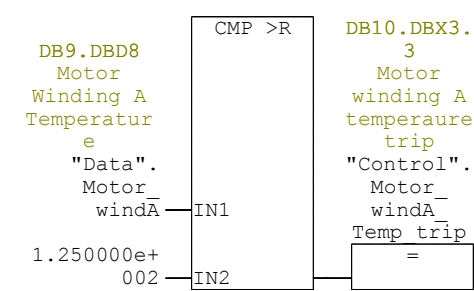 CMP >R
DB9.DBD8
Motor
Winding A
Temperatur
e
"Data".
Motor_
windA
IN1
1.250000e+
002
IN2
DB10.DBX3.
3
Motor
winding A
temperaure
trip
"Control".
Motor_
windA_
Temp_trip
=